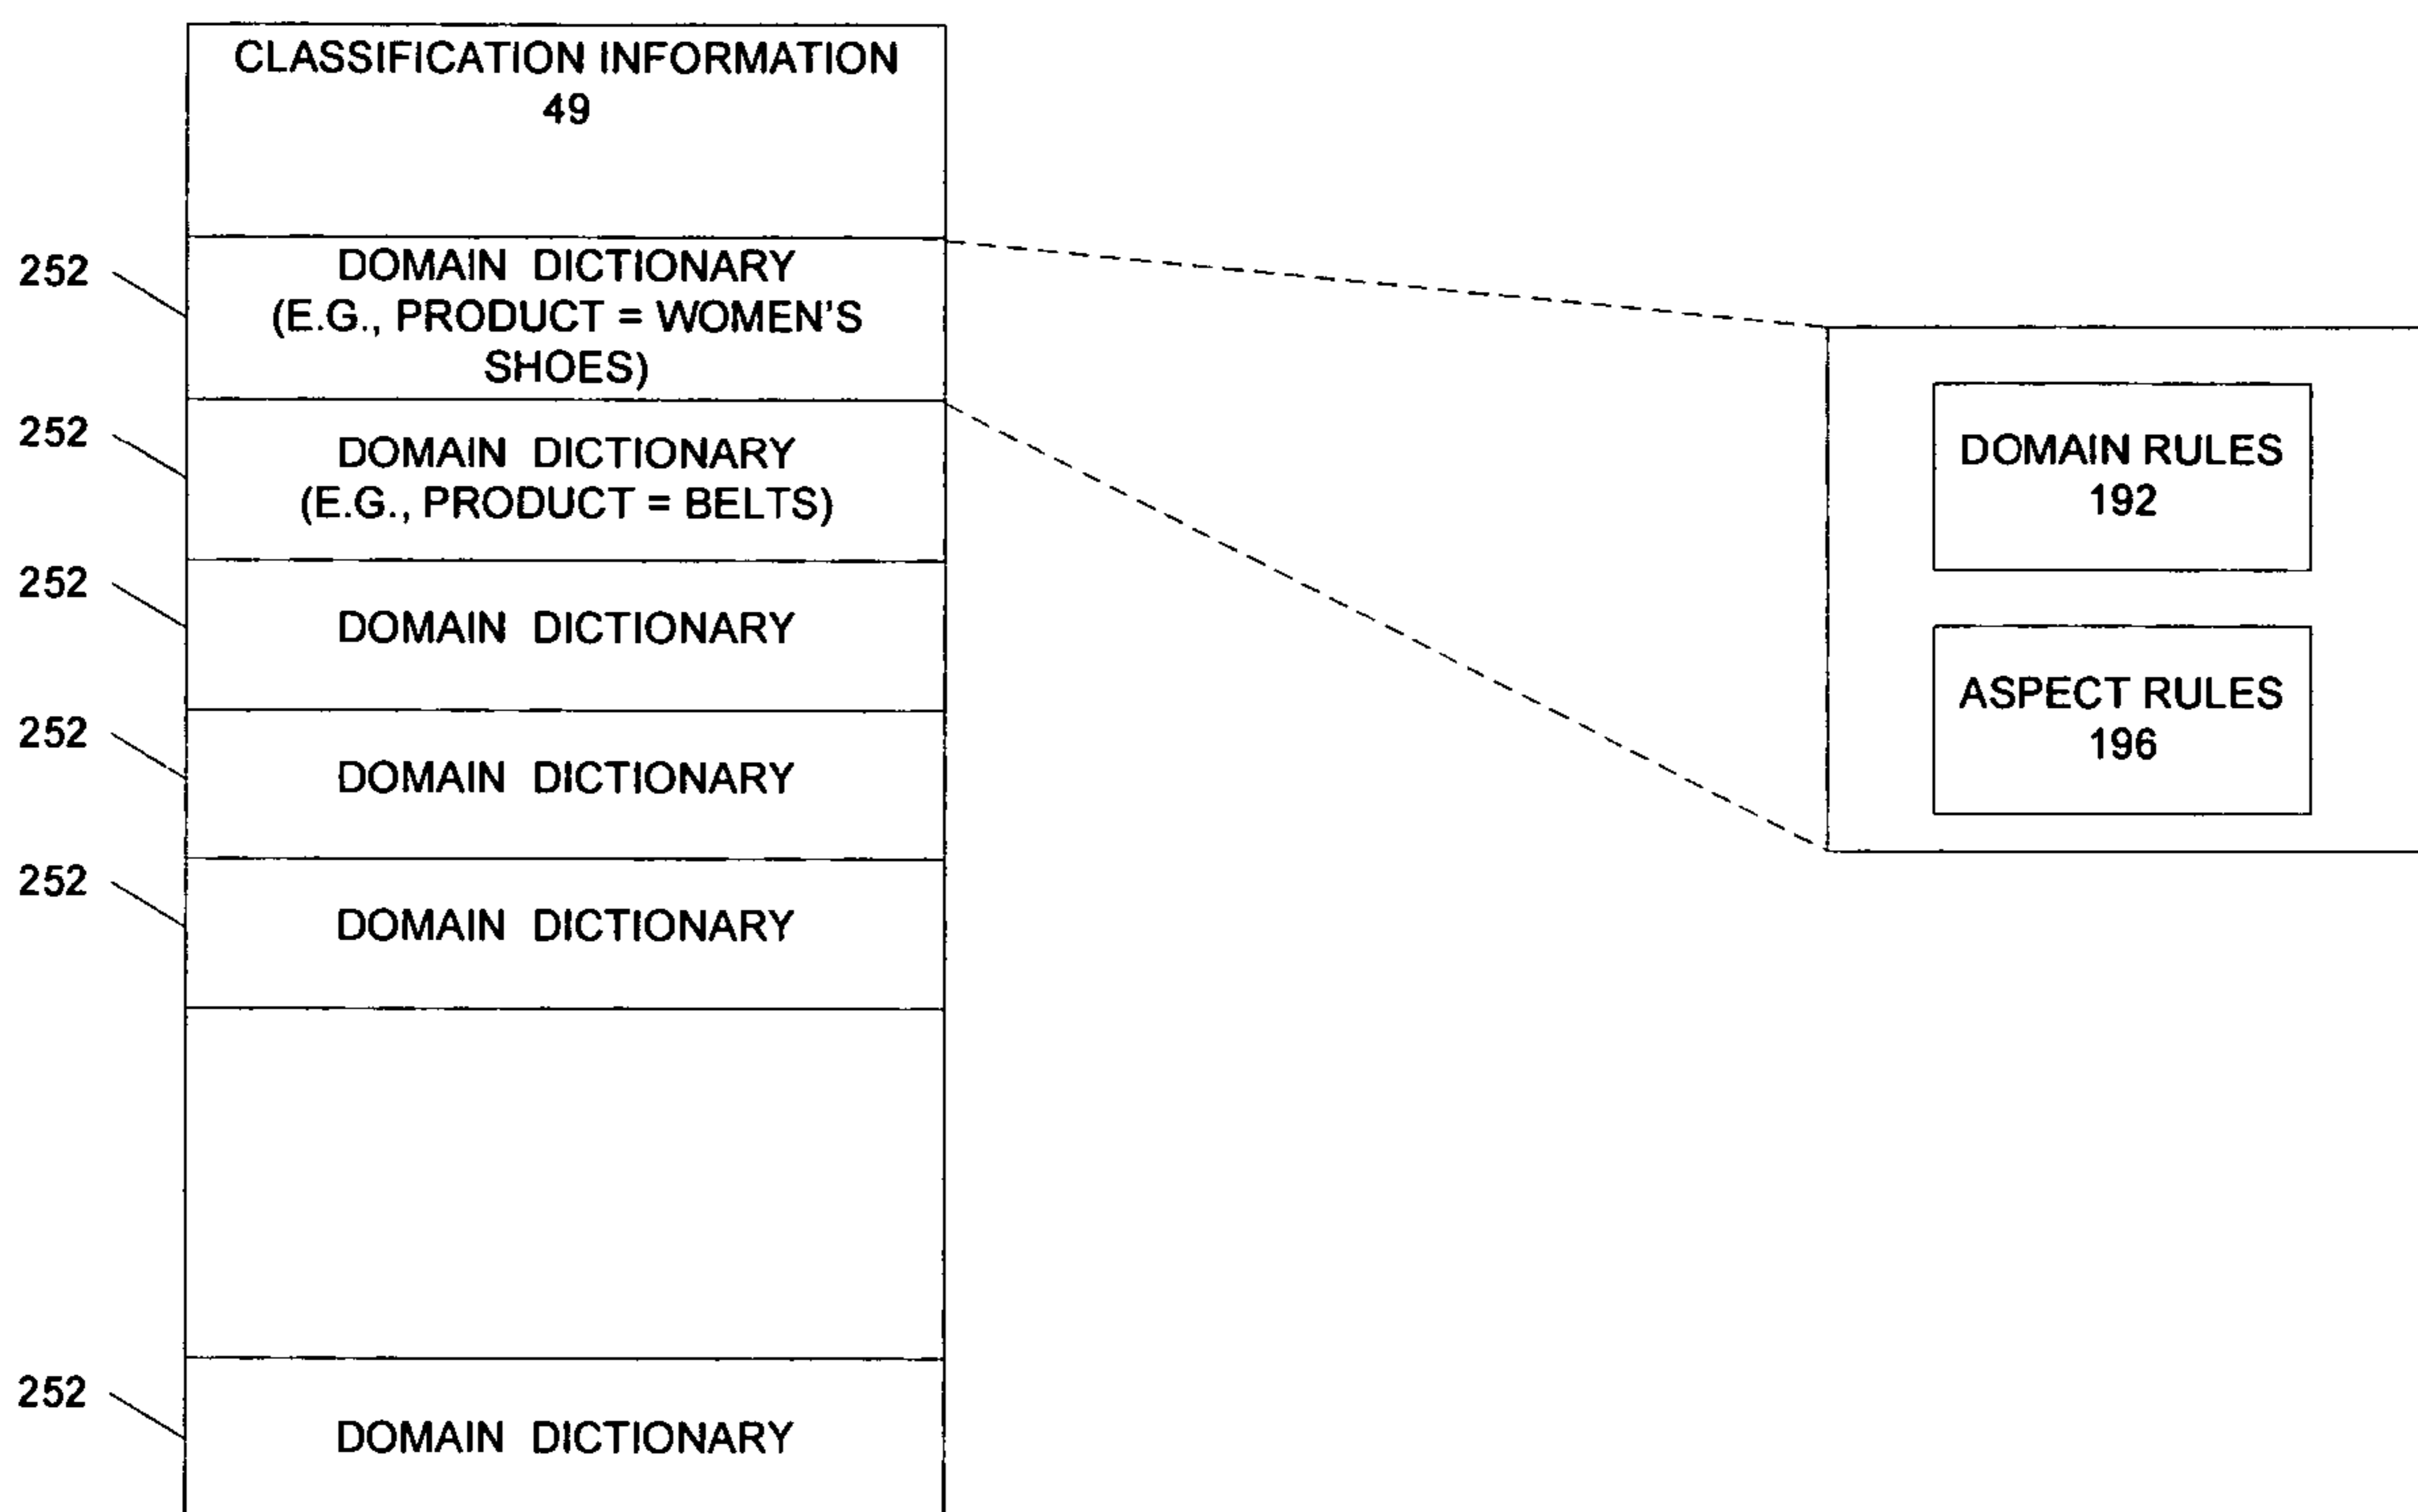 CLASSIFICATION INFORMATION
49
252
DOMAIN DICTIONARY
(E.G., PRODUCT = WOMEN'S
SHOES)
252
DOMAIN DICTIONARY
(E.G., PRODUCT = BELTS)
252
DOMAIN DICTIONARY
252
DOMAIN DICTIONARY
252
DOMAIN DICTIONARY
252
DOMAIN DICTIONARY
DOMAIN RULES
192
ASPECT RULES
196